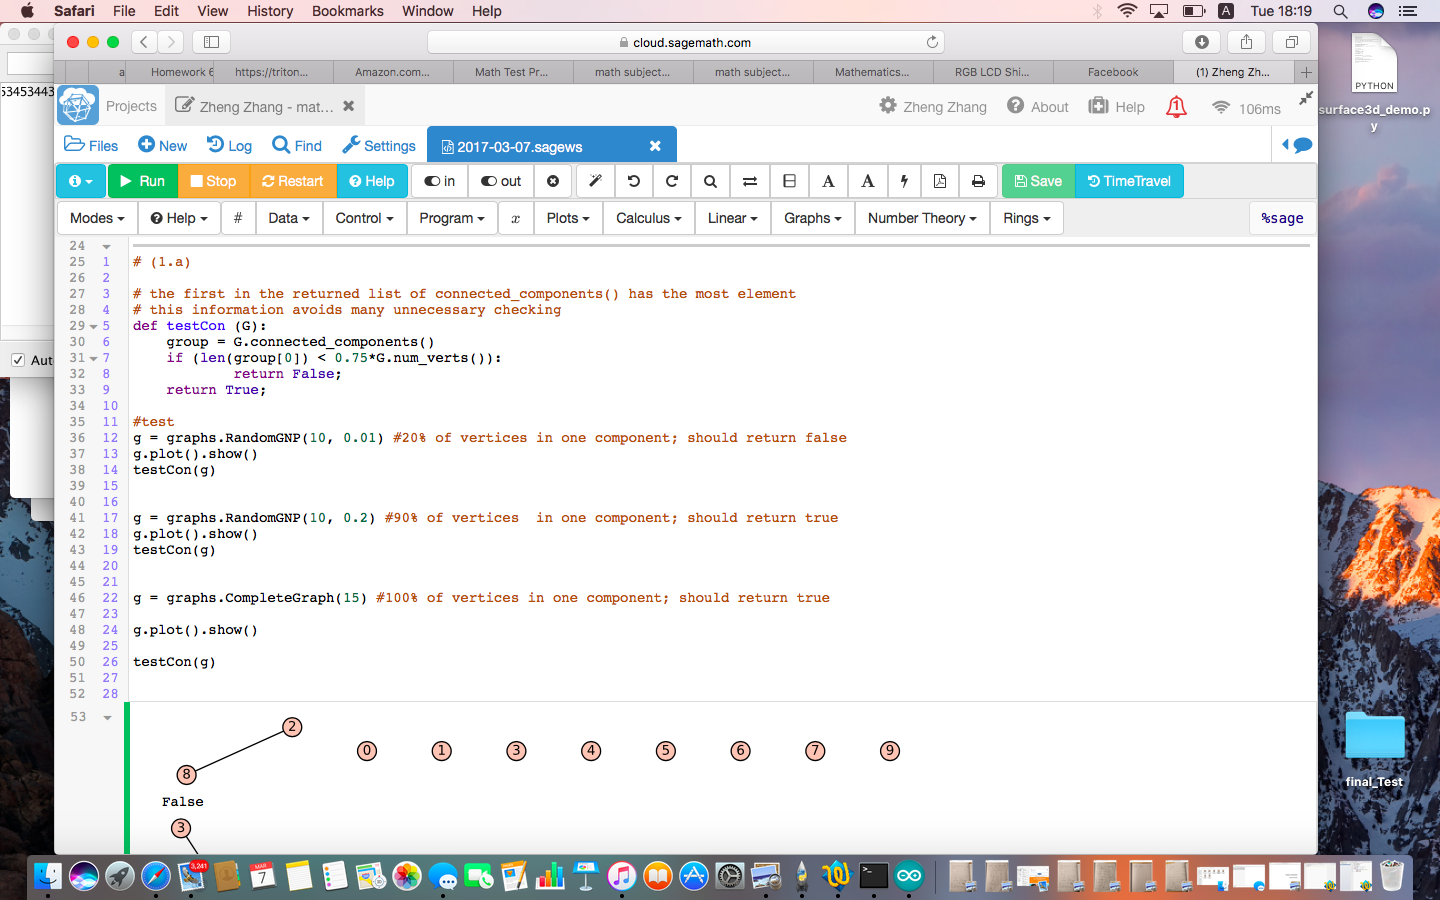 Safari File Edit View History Bookmarks Window Help A Tue 18:19
cloud.sagemath.com
a Homework 6 https://triton... Amazon.com... Math Test Pr... math subject... math subject... Mathematics... RGB LCD Shi... Facebook (1) Zheng Zh... +
Projects Zheng Zhang - mat... Zheng Zhang About Help 1 106ms
Files New Log Find Settings 2017-03-07.sagews
Run Stop Restart Help in out A A Save TimeTravel
Modes Help # Data Control Program x Plots Calculus Linear Graphs Number Theory Rings %sage
24
25 1 # (1.a)
26 2
27 3 # the first in the returned list of connected_components() has the most element
28 4 # this information avoids many unnecessary checking
29 5 def testCon (G):
30 6 group = G.connected_components()
31 7 if (len(group[0]) < 0.75*G.num_verts()):
32 8 return False;
33 9 return True;
34 10
35 11 #test
36 12 g = graphs.RandomGNP(10, 0.01) #20% of vertices in one component; should return false
37 13 g.plot().show()
38 14 testCon(g)
39 15
40 16
41 17 g = graphs.RandomGNP(10, 0.2) #90% of vertices  in one component; should return true
42 18 g.plot().show()
43 19 testCon(g)
44 20
45 21
46 22 g = graphs.CompleteGraph(15) #100% of vertices in one component; should return true
47 23
48 24 g.plot().show()
49 25
50 26 testCon(g)
51 27
52 28
53
2
0 1 3 4 5 6 7 9
8
False
3
53453443
Aut
PYTHON
surface3d_demo.p
y
final_Test
3,241
MAR
7